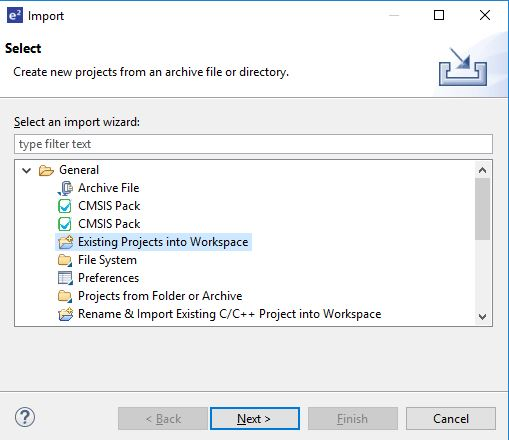 e² Import
Select
Create new projects from an archive file or directory.
Select an import wizard:
type filter text
General
Archive File
CMSIS Pack
CMSIS Pack
Existing Projects into Workspace
File System
Preferences
Projects from Folder or Archive
Rename & Import Existing C/C++ Project into Workspace
? < Back Next > Finish Cancel